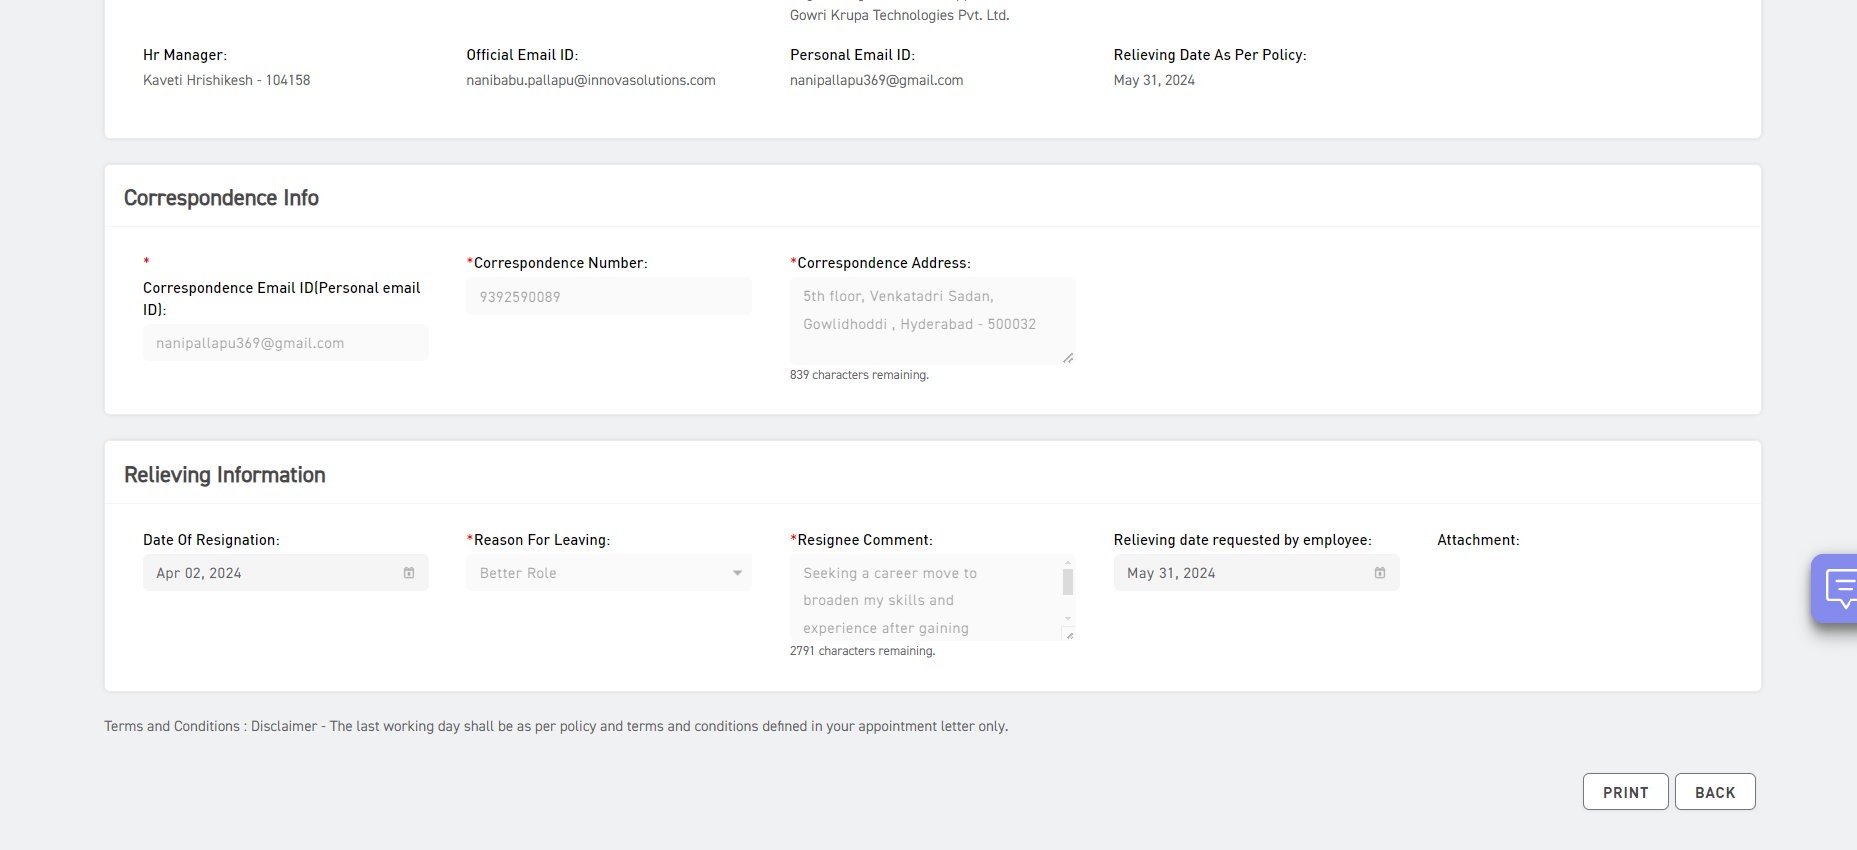 Gowri Krupa Technologies Pvt. Ltd.
Hr Manager:
Kaveti Hrishikesh - 104158
Official Email ID:
nanibabu.pallapu@innovasolutions.com
Personal Email ID:
nanipallapu369@gmail.com
Relieving Date As Per Policy:
May 31, 2024
Correspondence Info
*
Correspondence Email ID(Personal email
ID):
nanipallapu369@gmail.com
*Correspondence Number:
9392590089
*Correspondence Address:
5th floor, Venkatadri Sadan,
Gowlidhoddi , Hyderabad - 500032
839 characters remaining.
Relieving Information
Date Of Resignation:
Apr 02, 2024
*Reason For Leaving:
Better Role
*Resignee Comment:
Seeking a career move to
broaden my skills and
experience after gaining
2791 characters remaining.
Relieving date requested by employee:
May 31, 2024
Attachment:
Terms and Conditions : Disclaimer - The last working day shall be as per policy and terms and conditions defined in your appointment letter only.
PRINT
BACK